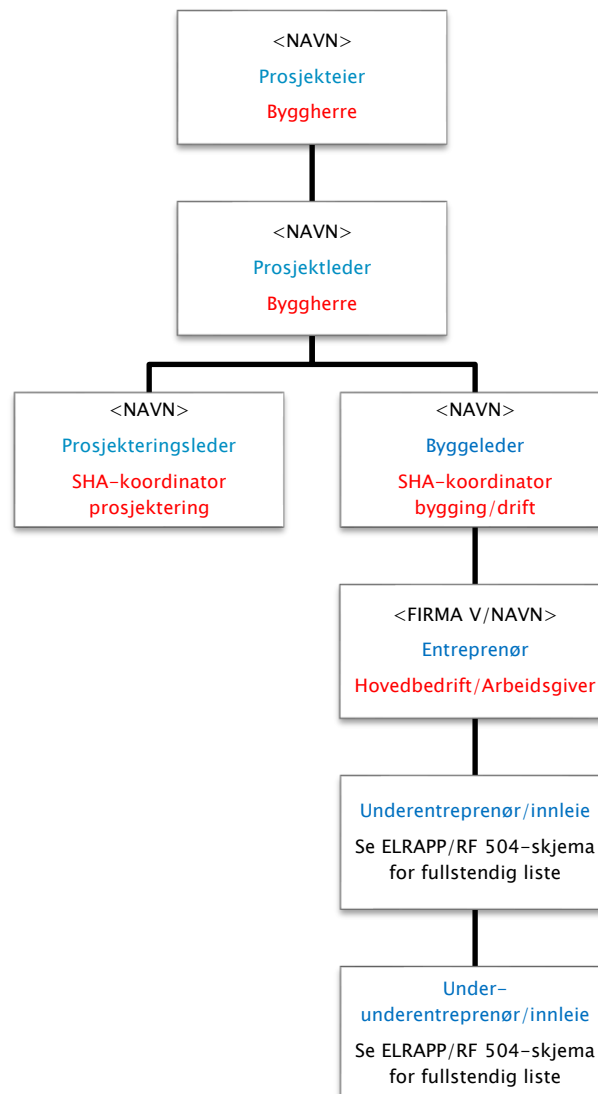 <NAVN>
Prosjekteier
Byggherre
<NAVN>
Prosjektleder
Byggherre
<NAVN>
Prosjekteringsleder
SHA-koordinator
prosjektering
<NAVN>
Byggeleder
SHA-koordinator
bygging/drift
<FIRMA V/NAVN>
Entreprenør
Hovedbedrift/Arbeidsgiver
Underentreprenør/innleie
Se ELRAPP/RF 504-skjema
for fullstendig liste
Under-
underentreprenør/innleie
Se ELRAPP/RF 504-skjema
for fullstendig liste